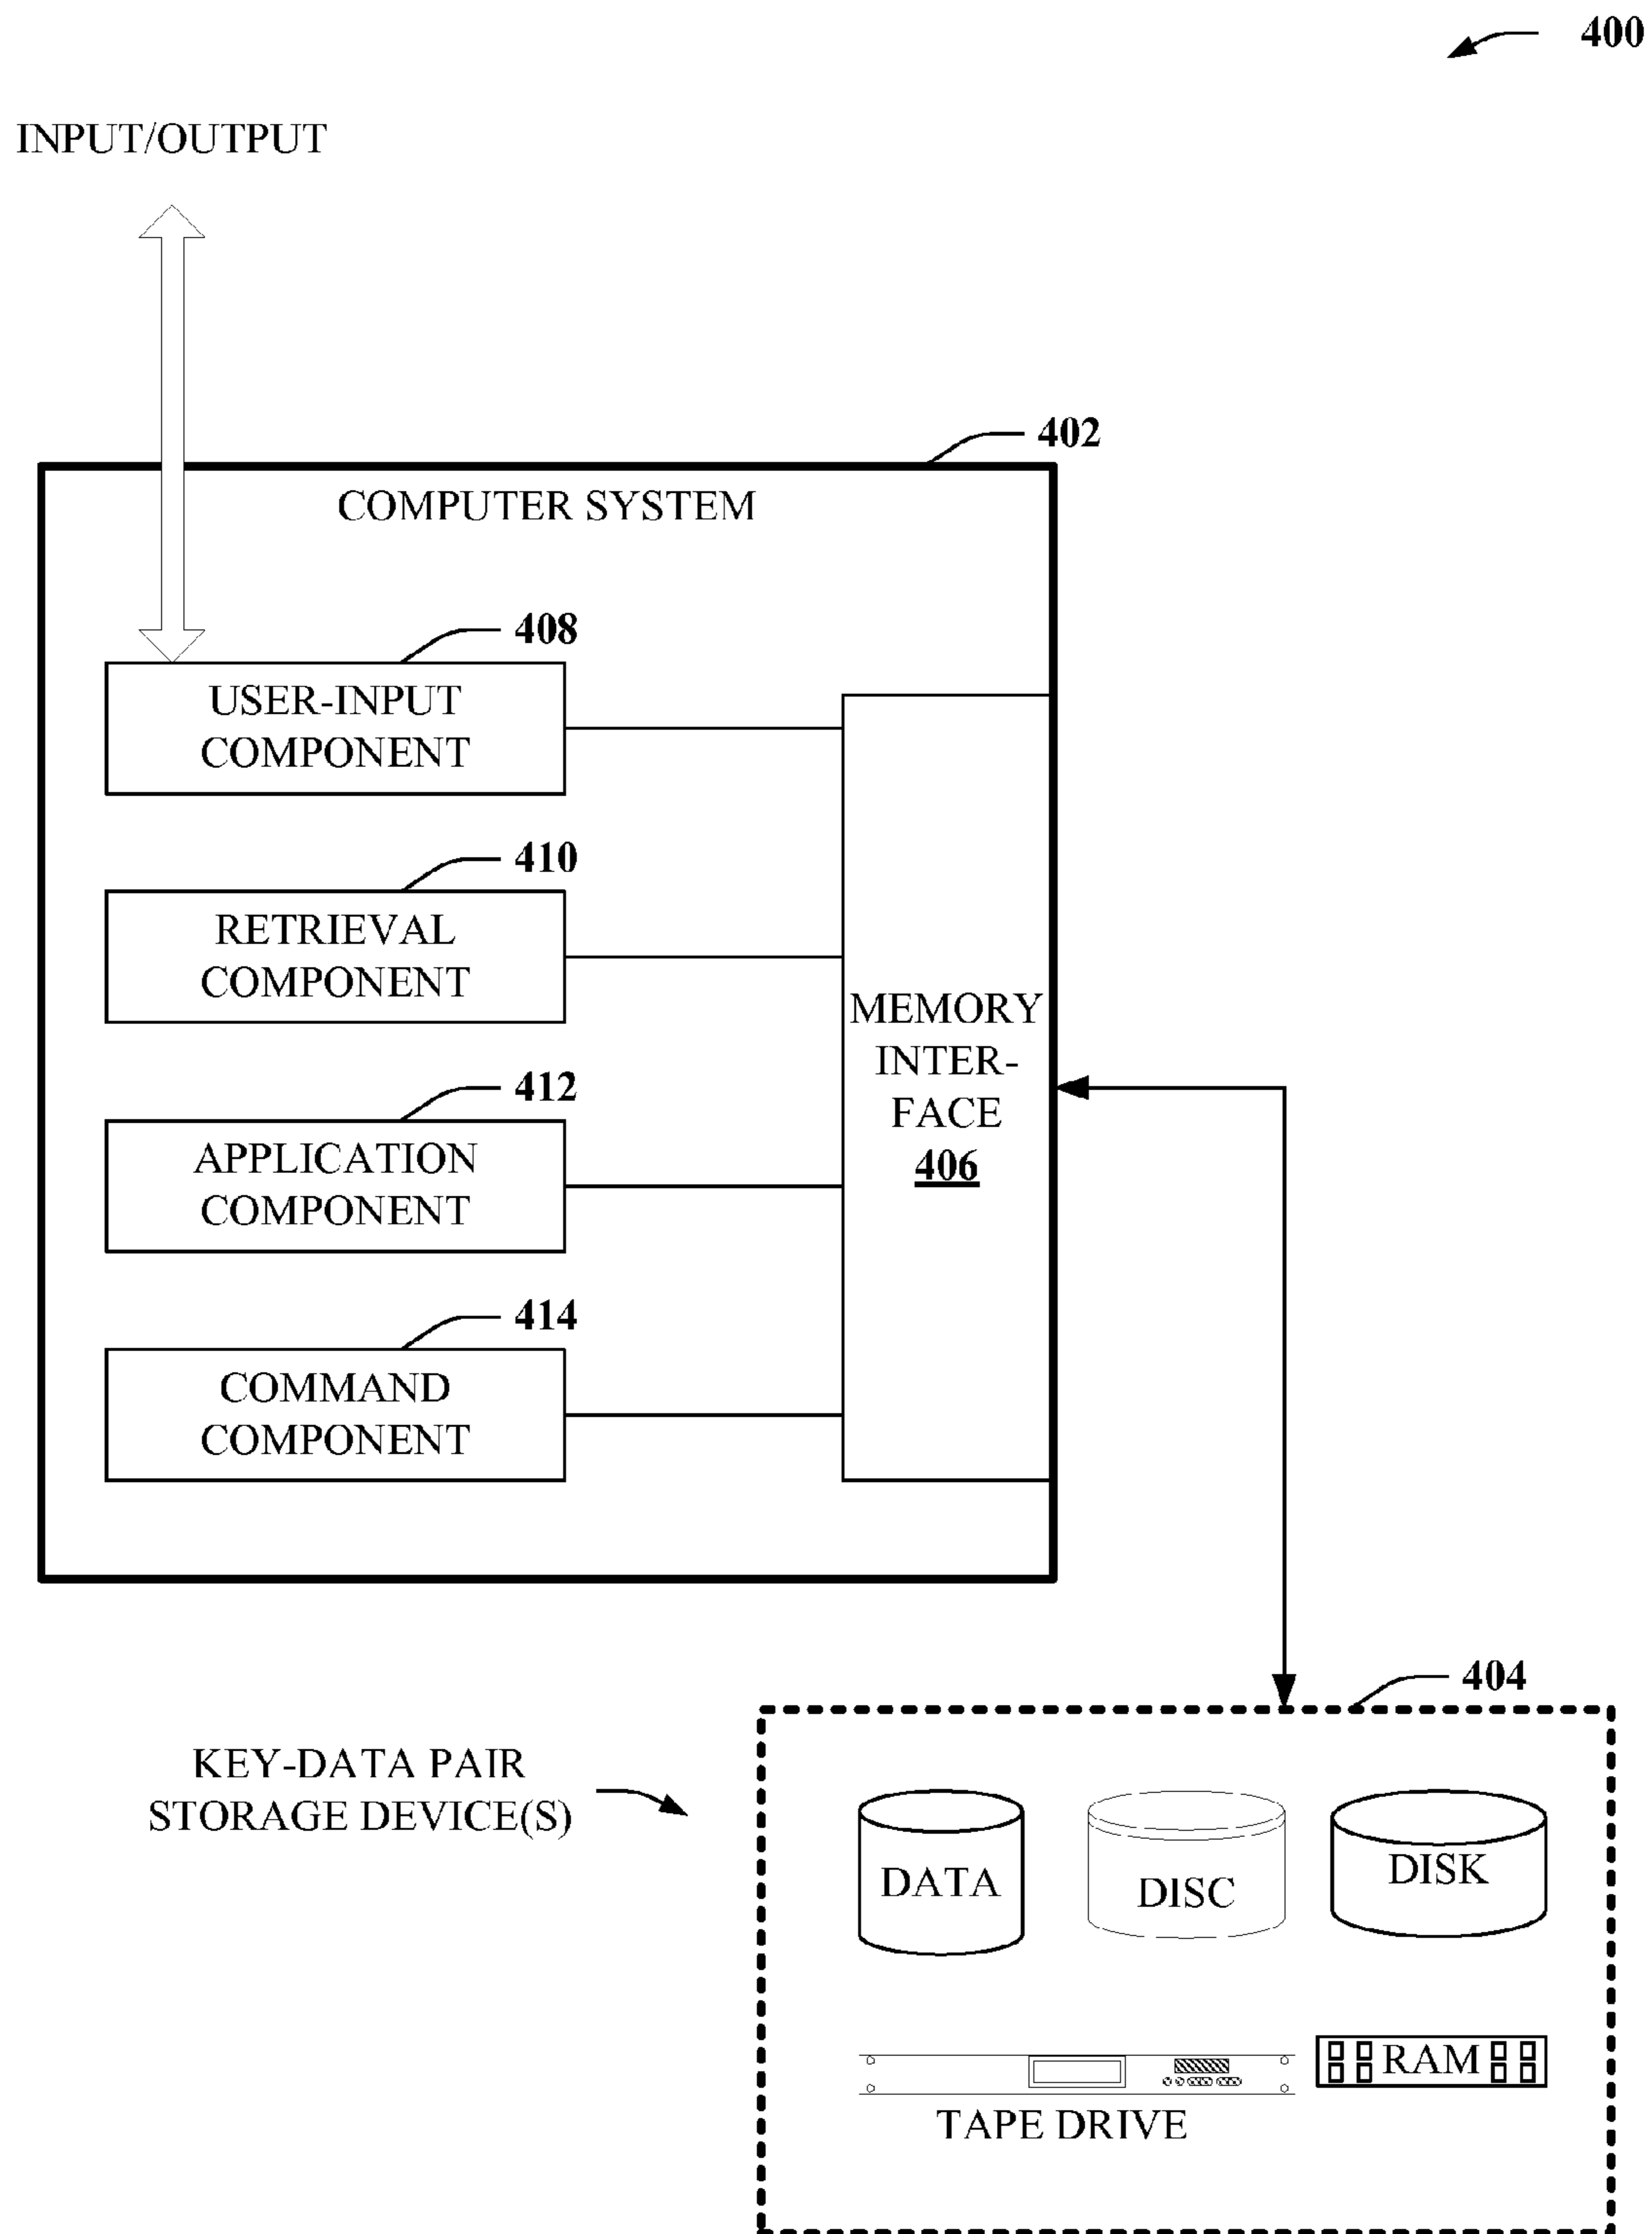 400
INPUT/OUTPUT
402
COMPUTER SYSTEM
408
USER-INPUT
COMPONENT
410
RETRIEVAL
COMPONENT
MEMORY
INTER-
FACE
406
412
APPLICATION
COMPONENT
414
COMMAND
COMPONENT
404
KEY-DATA PAIR
STORAGE DEVICE(S)
DATA
DISC
DISK
RAM
TAPE DRIVE